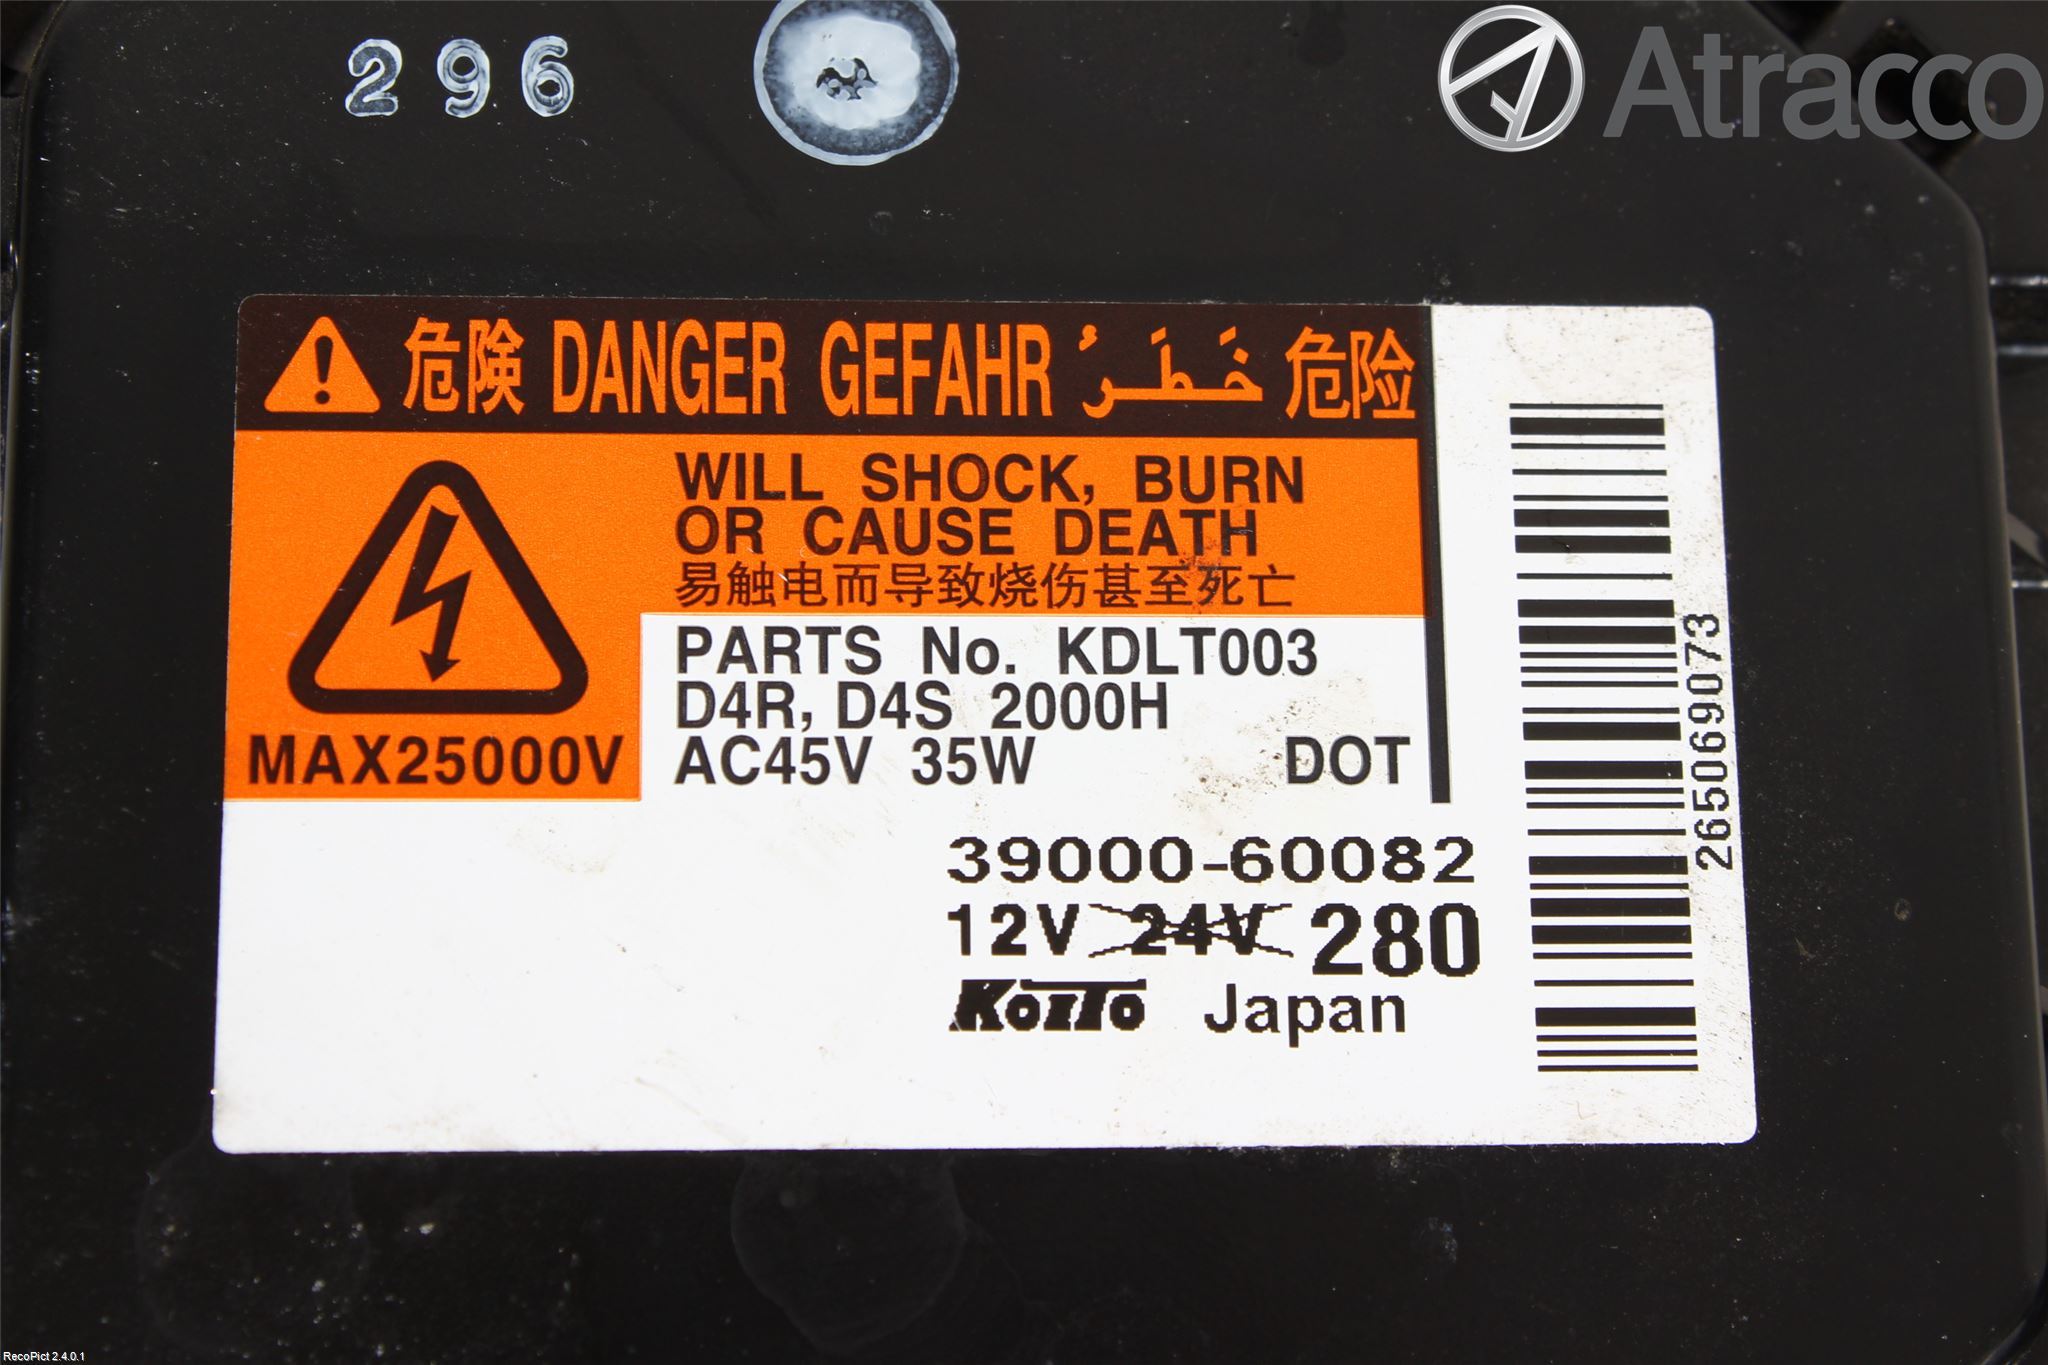 296
Atracco
危険 DANGER GEFAHR خَطَرُ 危险
WILL SHOCK, BURN
OR CAUSE DEATH
易触电而导致烧伤甚至死亡
MAX25000V
PARTS No. KDLT003
D4R, D4S 2000H
AC45V 35W DOT
39000-60082
12V 24V 280
KOITO Japan
265069073
RecoPict 2.4.0.1